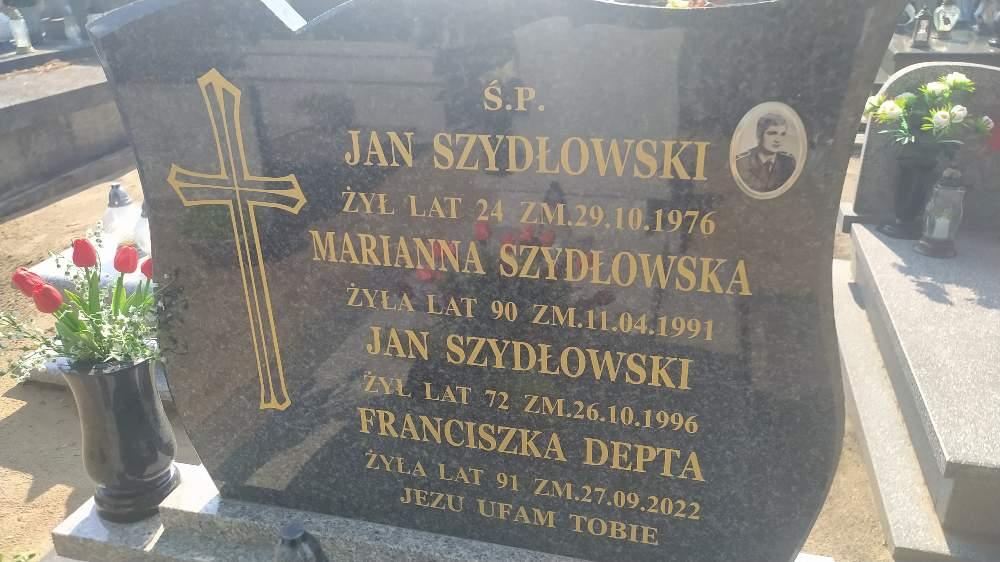 Ś.P.
JAN SZYDŁOWSKI
ŻYŁ LAT 24 ZM.29.10.1976
MARIANNA SZYDŁOWSKA
ŻYŁA LAT 90 ZM.11.04.1991
JAN SZYDŁOWSKI
ŻYŁ LAT 72 ZM.26.10.1996
FRANCISZKA DEPTA
ŻYŁA LAT 91 ZM.27.09.2022
JEZU UFAM TOBIE